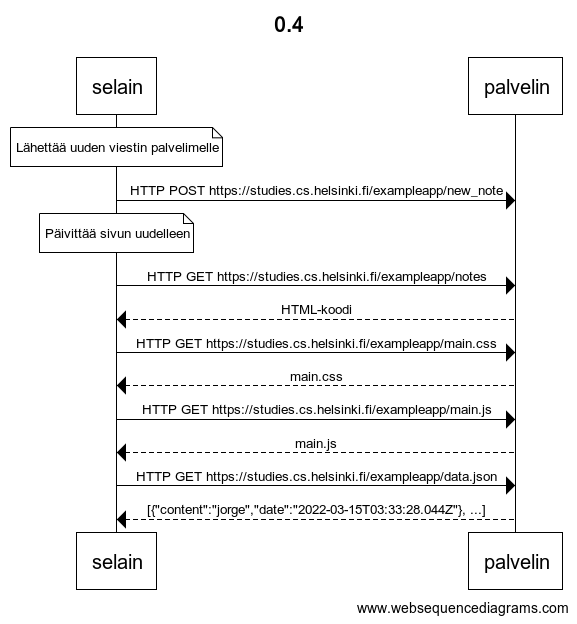 0.4
selain
palvelin
Lähettää uuden viestin palvelimelle
HTTP POST https://studies.cs.helsinki.fi/exampleapp/new_note
Päivittää sivun uudelleen
HTTP GET https://studies.cs.helsinki.fi/exampleapp/notes
HTML-koodi
HTTP GET https://studies.cs.helsinki.fi/exampleapp/main.css
main.css
HTTP GET https://studies.cs.helsinki.fi/exampleapp/main.js
main.js
HTTP GET https://studies.cs.helsinki.fi/exampleapp/data.json
[{"content":"jorge","date":"2022-03-15T03:33:28.044Z"}, ...]
selain
palvelin
www.websequencediagrams.com